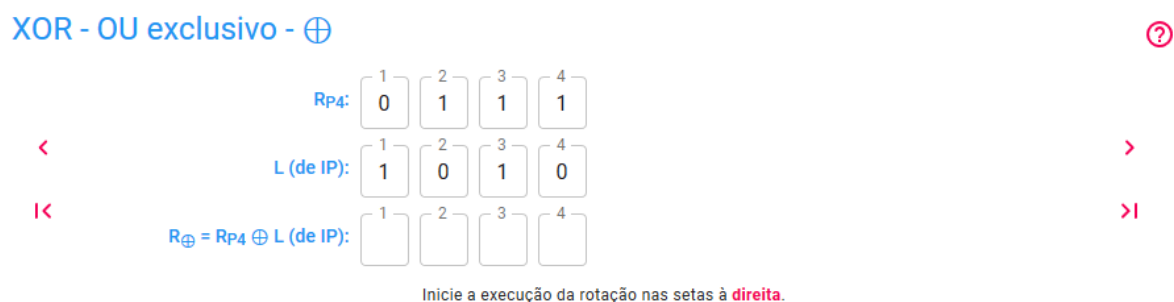 XOR - OU exclusivo - ⊕
1 2 3 4
RP4: 0 1 1 1
1 2 3 4
L (de IP): 1 0 1 0
1 2 3 4
R⊕ = RP4 ⊕ L (de IP):
Inicie a execução da rotação nas setas à direita.